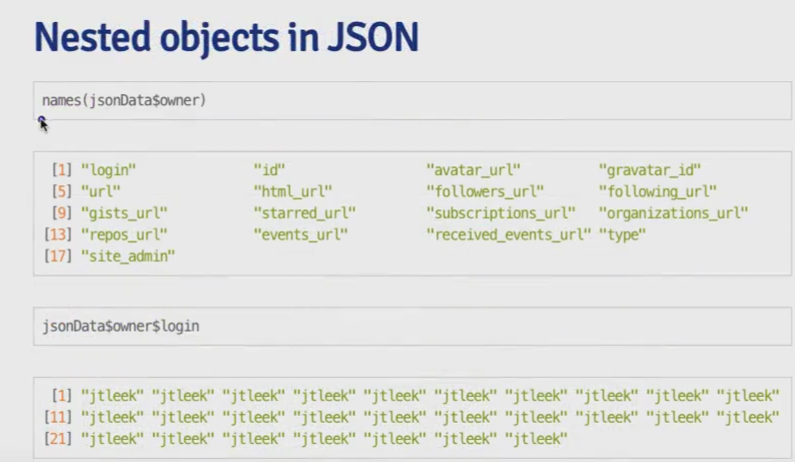 Nested objects in JSON
names(jsonData$owner)
[1] "login" "id" "avatar_url" "gravatar_id"
[5] "url" "html_url" "followers_url" "following_url"
[9] "gists_url" "starred_url" "subscriptions_url" "organizations_url"
[13] "repos_url" "events_url" "received_events_url" "type"
[17] "site_admin"
jsonData$owner$login
[1] "jtleek" "jtleek" "jtleek" "jtleek" "jtleek" "jtleek" "jtleek" "jtleek" "jtleek" "jtleek"
[11] "jtleek" "jtleek" "jtleek" "jtleek" "jtleek" "jtleek" "jtleek" "jtleek" "jtleek" "jtleek"
[21] "jtleek" "jtleek" "jtleek" "jtleek" "jtleek" "jtleek" "jtleek"